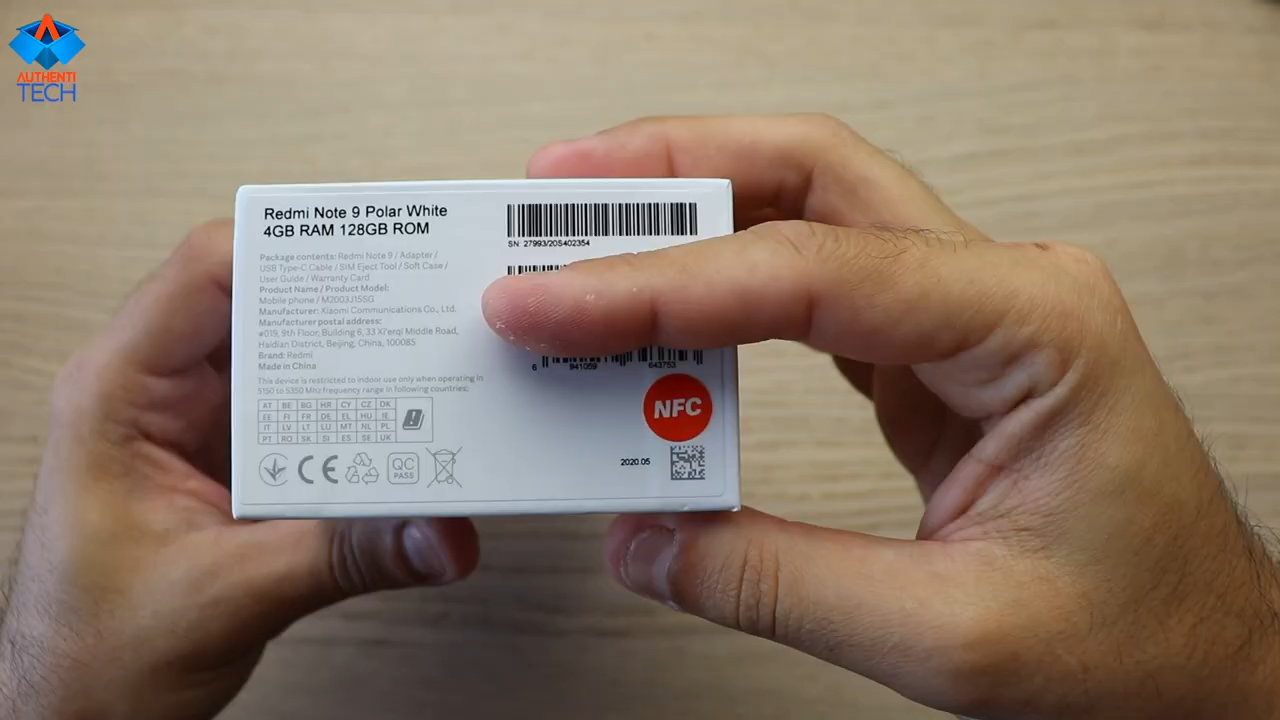 AUTHENTI
TECH
Redmi Note 9 Polar White
4GB RAM 128GB ROM
Package contents: Redmi Note 9 / Adapter /
USB Type-C Cable / SIM Eject Tool / Soft Case /
User Guide / Warranty Card
Product Name / Product Model:
Mobile phone / M2003J15SG
Manufacturer: Xiaomi Communications Co., Ltd.
Manufacturer postal address:
#019, 9th Floor, Building 6, 33 Xi'erqi Middle Road,
Haidian District, Beijing, China, 100085
Brand: Redmi
Made in China
This device is restricted to indoor use only when operating in
5150 to 5350 Mhz frequency range in following countries:
AT BE BG HR CY CZ DK
EE FI FR DE EL HU IE
IT LV LT LU MT NL PL
PT RO SK SI ES SE UK
CE
QC
PASS
SN: 27993/20S402354
6 941059 643753
NFC
2020.05